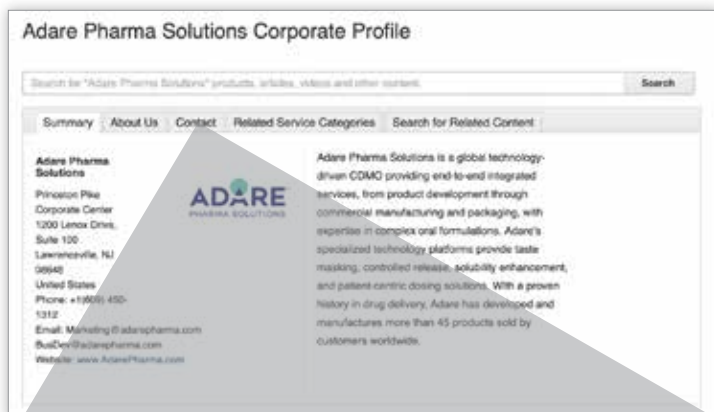 Adare Pharma Solutions Corporate Profile
Search for "Adare Pharma Solutions" products, articles, videos and other content.
Search
Summary
About Us
Contact
Related Service Categories
Search for Related Content
Adare Pharma
Solutions
Princeton Pike
Corporate Center
1200 Lenox Drive,
Suite 100
Lawrenceville, NJ
08648
United States
Phone: +1(609) 450-
1312
Email: Marketing@adarepharma.com
BusDev@adarepharma.com
Website: www.AdarePharma.com
ADARE
PHARMA SOLUTIONS
Adare Pharma Solutions is a global technology-
driven CDMO providing end-to-end integrated
services, from product development through
commercial manufacturing and packaging, with
expertise in complex oral formulations. Adare's
specialized technology platforms provide taste
masking, controlled release, solubility enhancement,
and patient-centric dosing solutions. With a proven
history in drug delivery, Adare has developed and
manufactures more than 45 products sold by
customers worldwide.